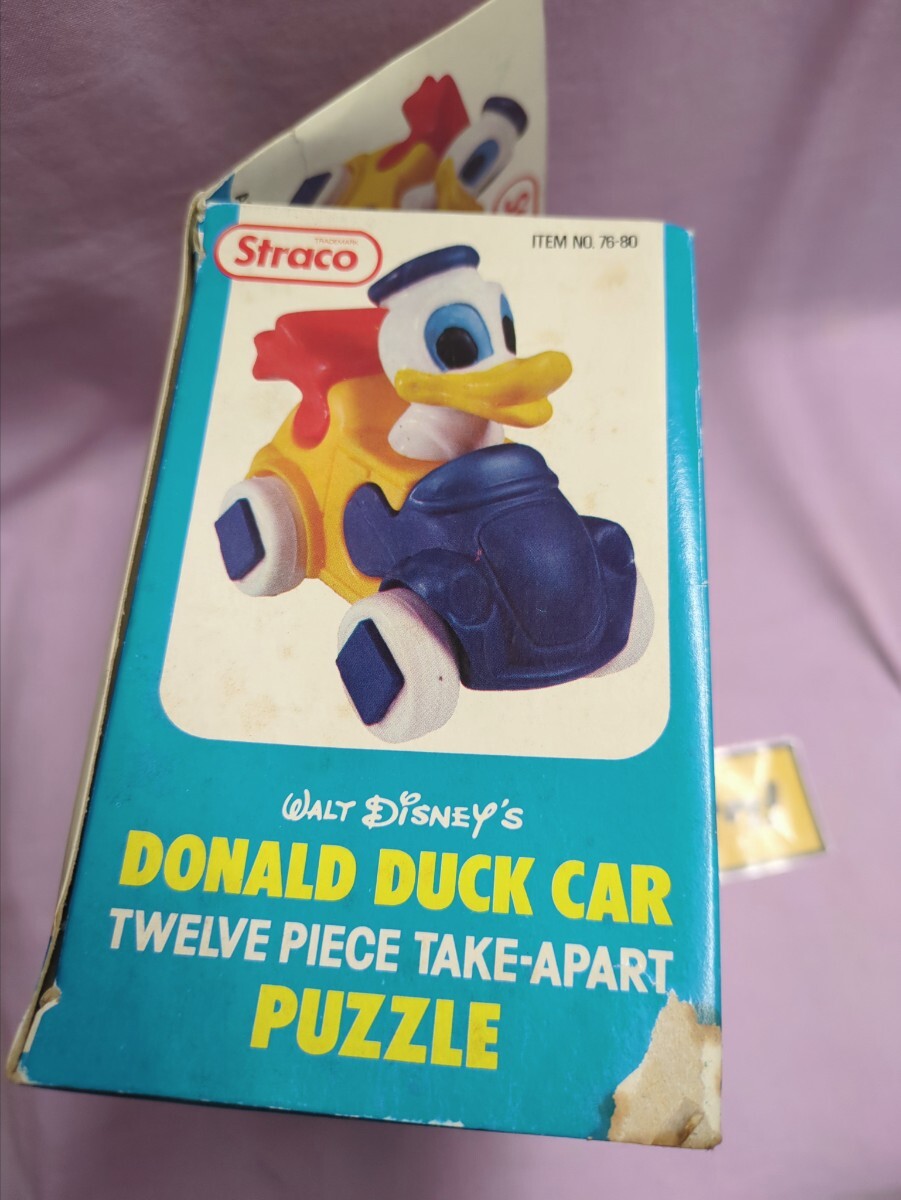 TRADEMARK
Straco
ITEM NO. 76-80
WALT DISNEY'S
DONALD DUCK CAR
TWELVE PIECE TAKE-APART
PUZZLE